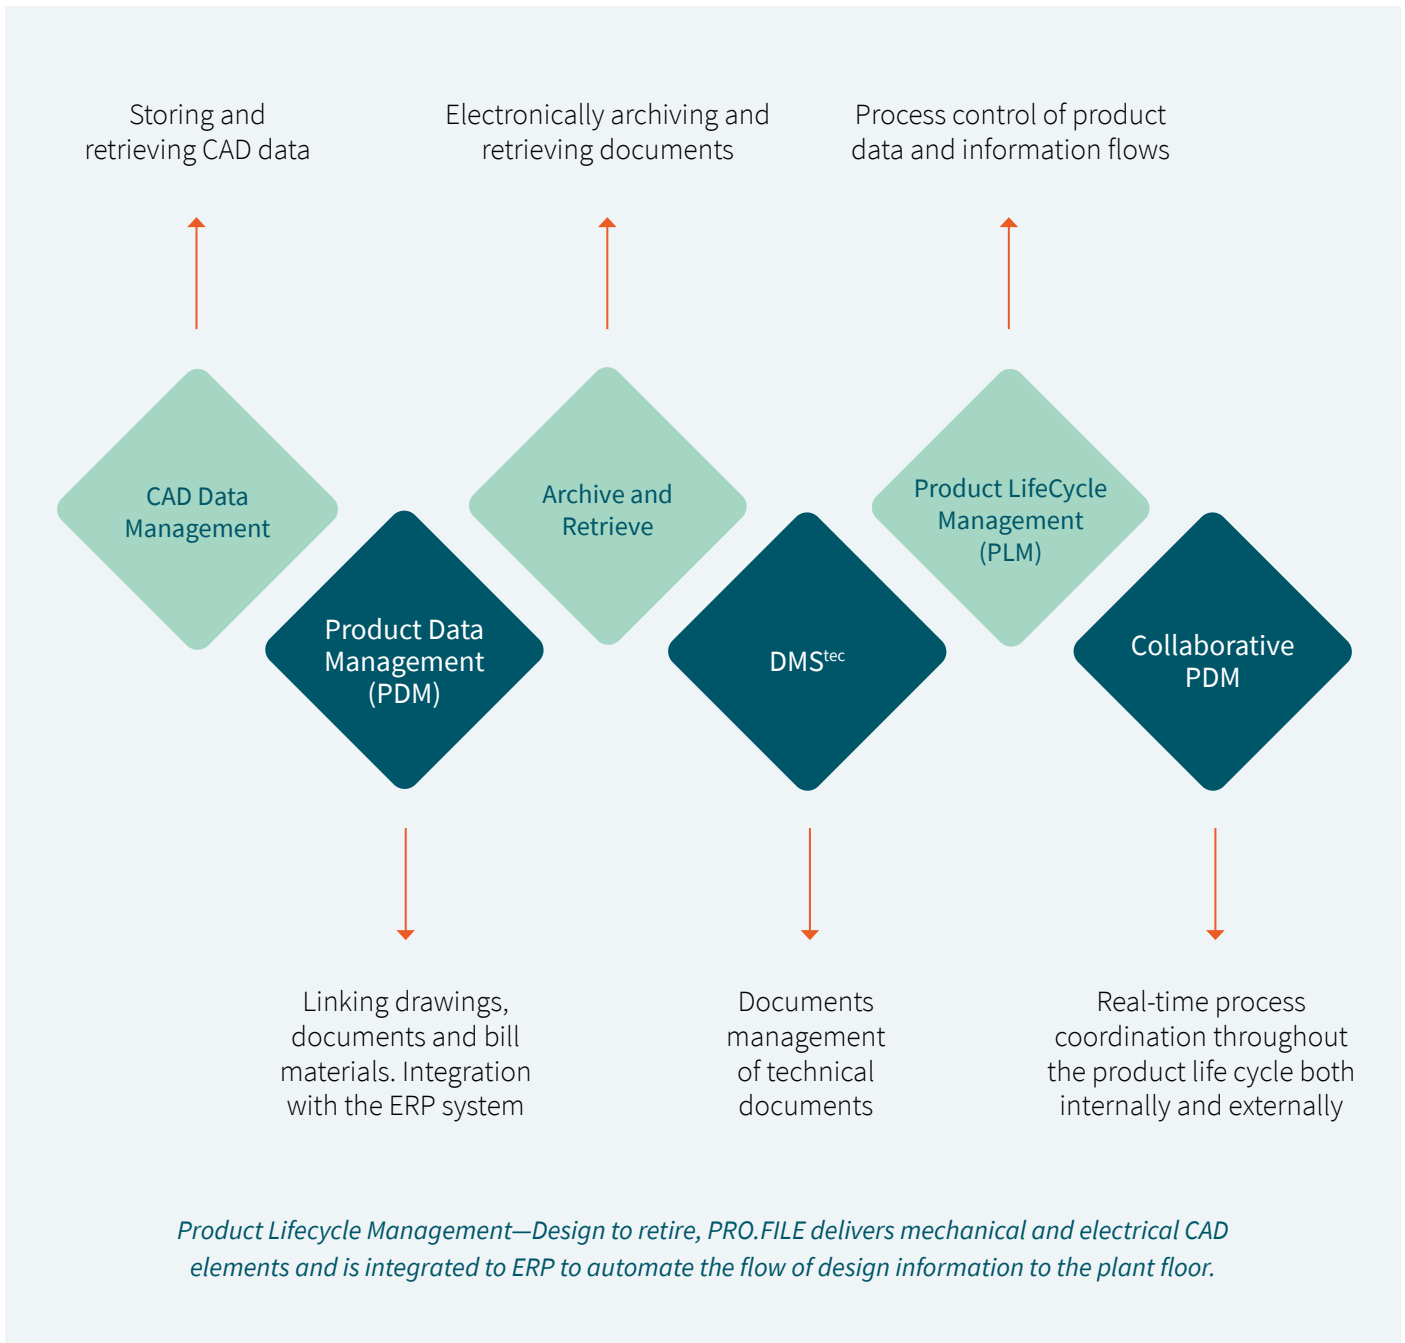 Storing and
retrieving CAD data
Electronically archiving and
retrieving documents
Process control of product
data and information flows
CAD Data
Management
Archive and
Retrieve
Product LifeCycle
Management
(PLM)
Product Data
Management
(PDM)
DMStec
Collaborative
PDM
Linking drawings,
documents and bill
materials. Integration
with the ERP system
Documents
management
of technical
documents
Real-time process
coordination throughout
the product life cycle both
internally and externally
Product Lifecycle Management—Design to retire, PRO.FILE delivers mechanical and electrical CAD
elements and is integrated to ERP to automate the flow of design information to the plant floor.